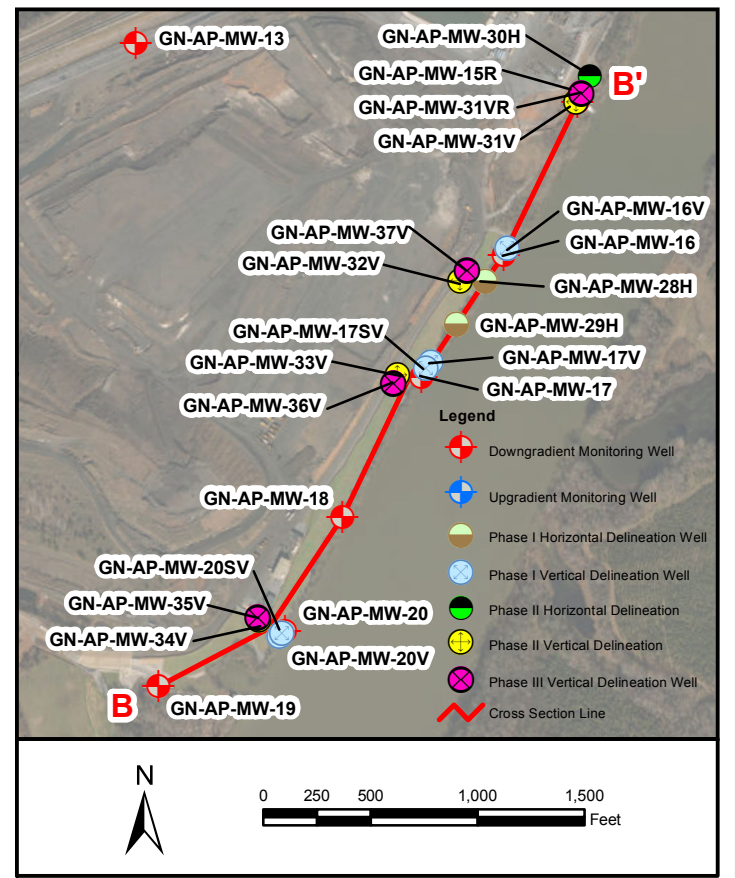 GN-AP-MW-13
GN-AP-MW-30H
GN-AP-MW-15R
B'
GN-AP-MW-31VR
GN-AP-MW-31V
GN-AP-MW-16V
GN-AP-MW-37V
GN-AP-MW-16
GN-AP-MW-32V
GN-AP-MW-28H
GN-AP-MW-29H
GN-AP-MW-17SV
GN-AP-MW-17V
GN-AP-MW-33V
GN-AP-MW-17
GN-AP-MW-36V
Legend
Downgradient Monitoring Well
Upgradient Monitoring Well
Phase I Horizontal Delineation Well
Phase I Vertical Delineation Well
Phase II Horizontal Delineation
Phase II Vertical Delineation
Phase III Vertical Delineation Well
Cross Section Line
GN-AP-MW-18
GN-AP-MW-20SV
GN-AP-MW-35V
GN-AP-MW-20
GN-AP-MW-34V
GN-AP-MW-20V
B
GN-AP-MW-19
N
0 250 500 1,000 1,500
Feet